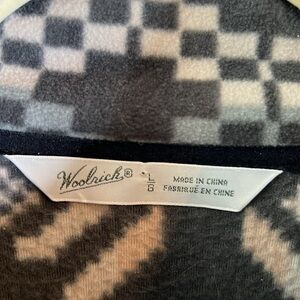 Woolrich®
L
G
MADE IN CHINA
FABRIQUÉ EN CHINE